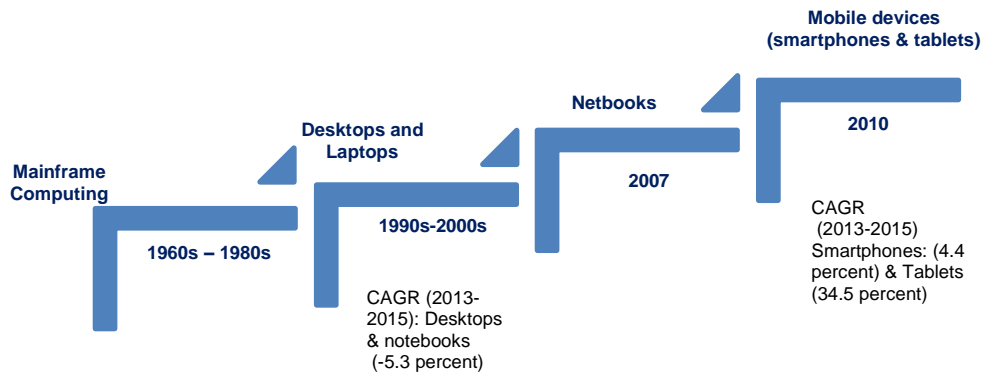 Mainframe
Computing
1960s – 1980s
Desktops and
Laptops
1990s-2000s
CAGR (2013-
2015): Desktops
& notebooks
(-5.3 percent)
Netbooks
2007
Mobile devices
(smartphones & tablets)
2010
CAGR
(2013-2015)
Smartphones: (4.4
percent) & Tablets
(34.5 percent)